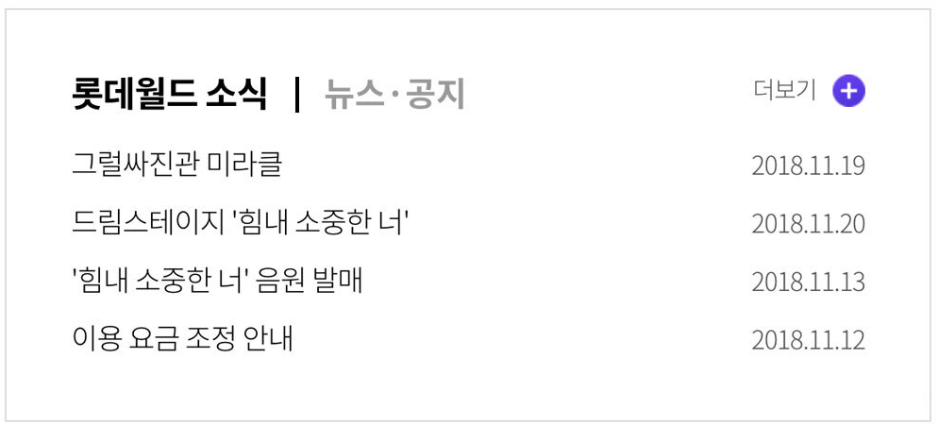 롯데월드 소식 | 뉴스·공지 더보기 +
그럴싸진관 미라클 2018.11.19
드림스테이지 '힘내 소중한 너' 2018.11.20
'힘내 소중한 너' 음원 발매 2018.11.13
이용 요금 조정 안내 2018.11.12